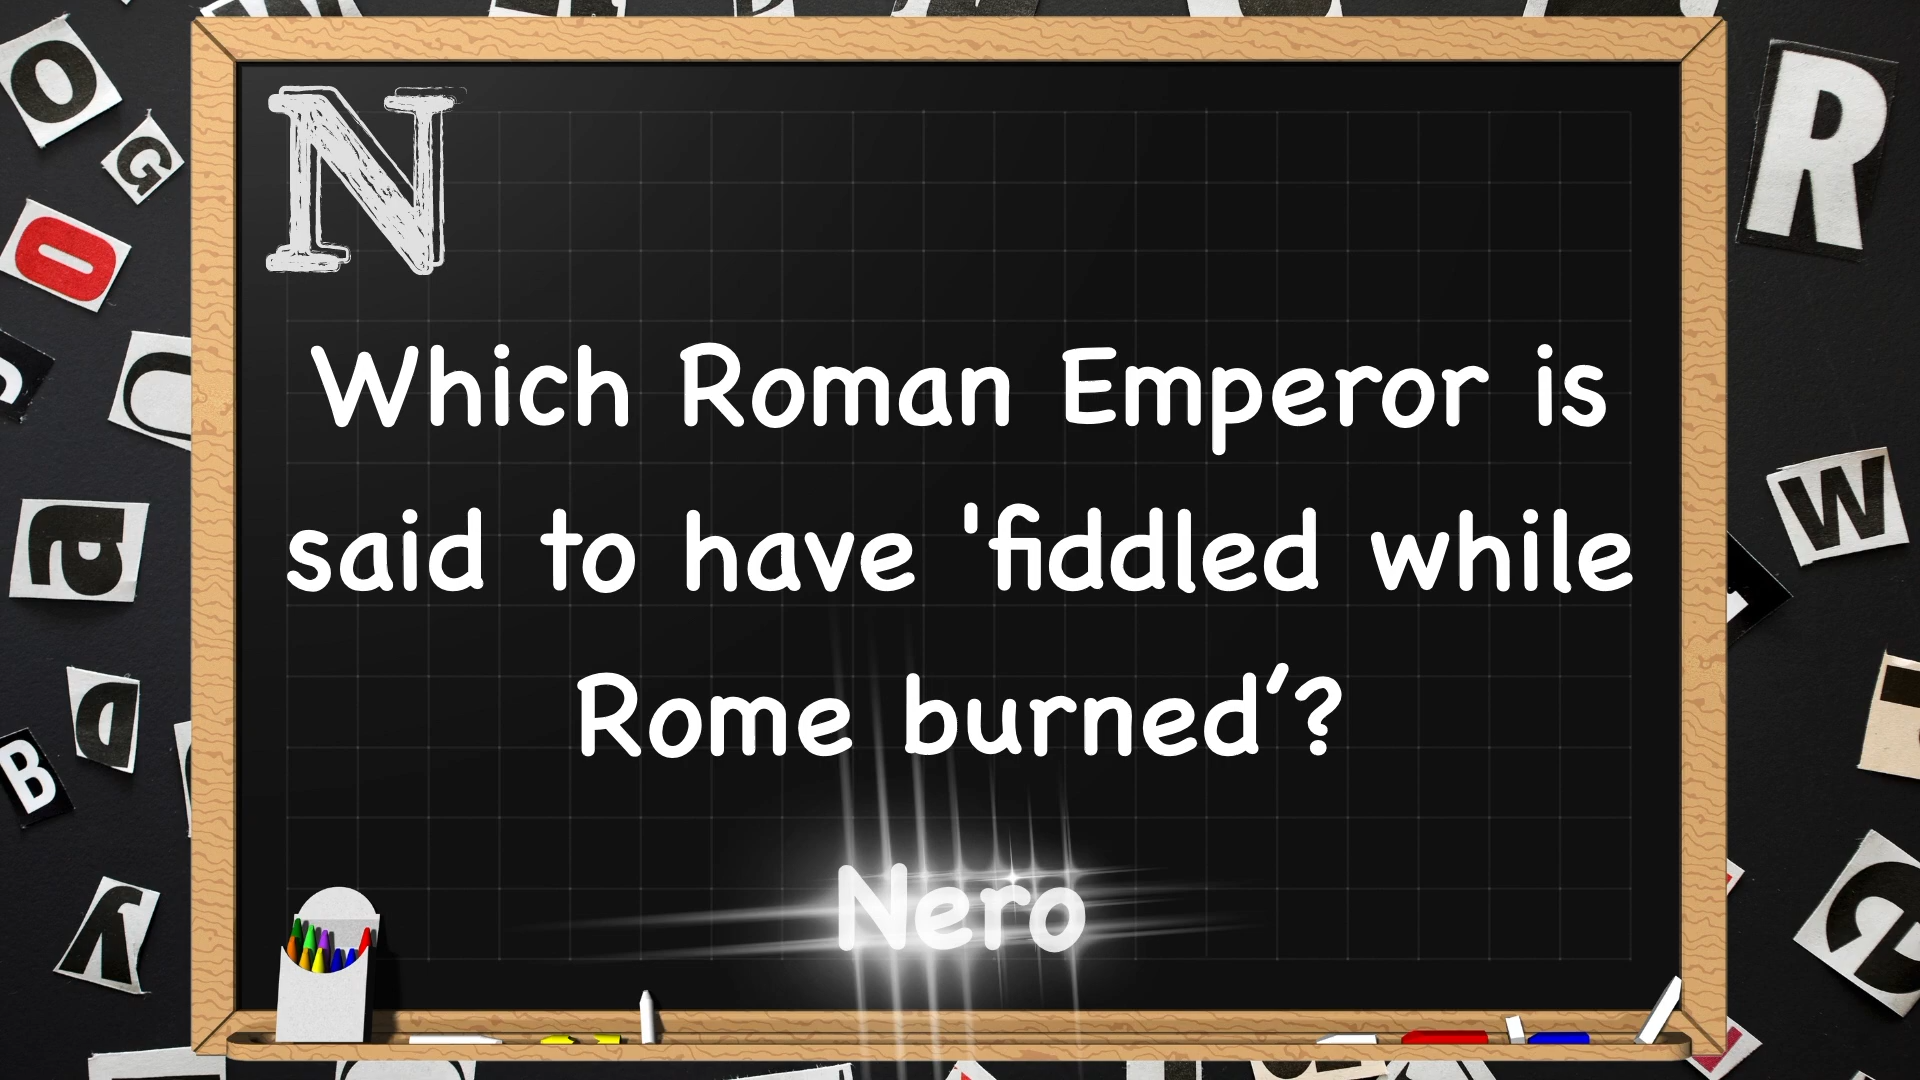 N
Which Roman Emperor is
said to have 'fiddled while
Rome burned’?
Nero
O
G
O
R
a
W
D
B
y
e